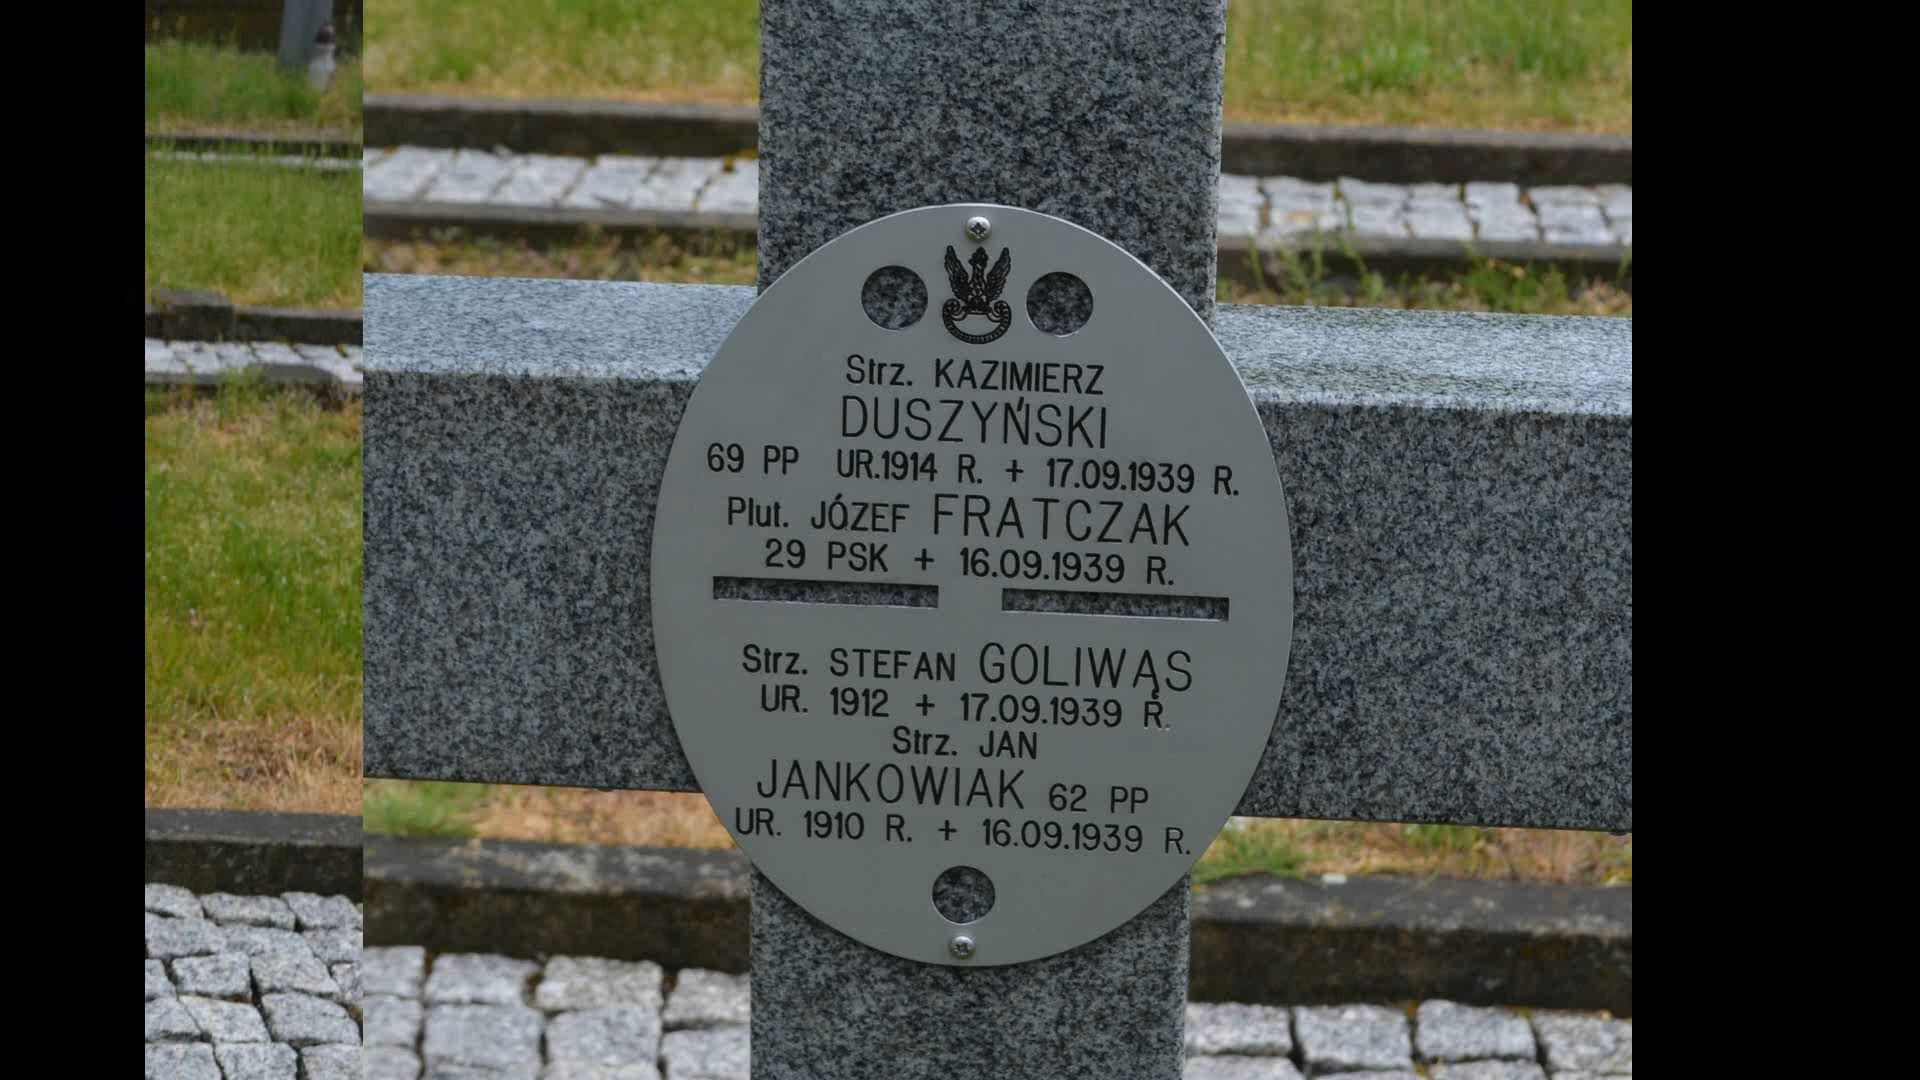 Strz. KAZIMIERZ
DUSZYŃSKI
69 PP UR.1914 R. + 17.09.1939 R.
Plut. JÓZEF FRATCZAK
29 PSK + 16.09.1939 R.
Strz. STEFAN GOLIWĄS
UR. 1912 + 17.09.1939 R.
Strz. JAN
JANKOWIAK 62 PP
UR. 1910 R. + 16.09.1939 R.